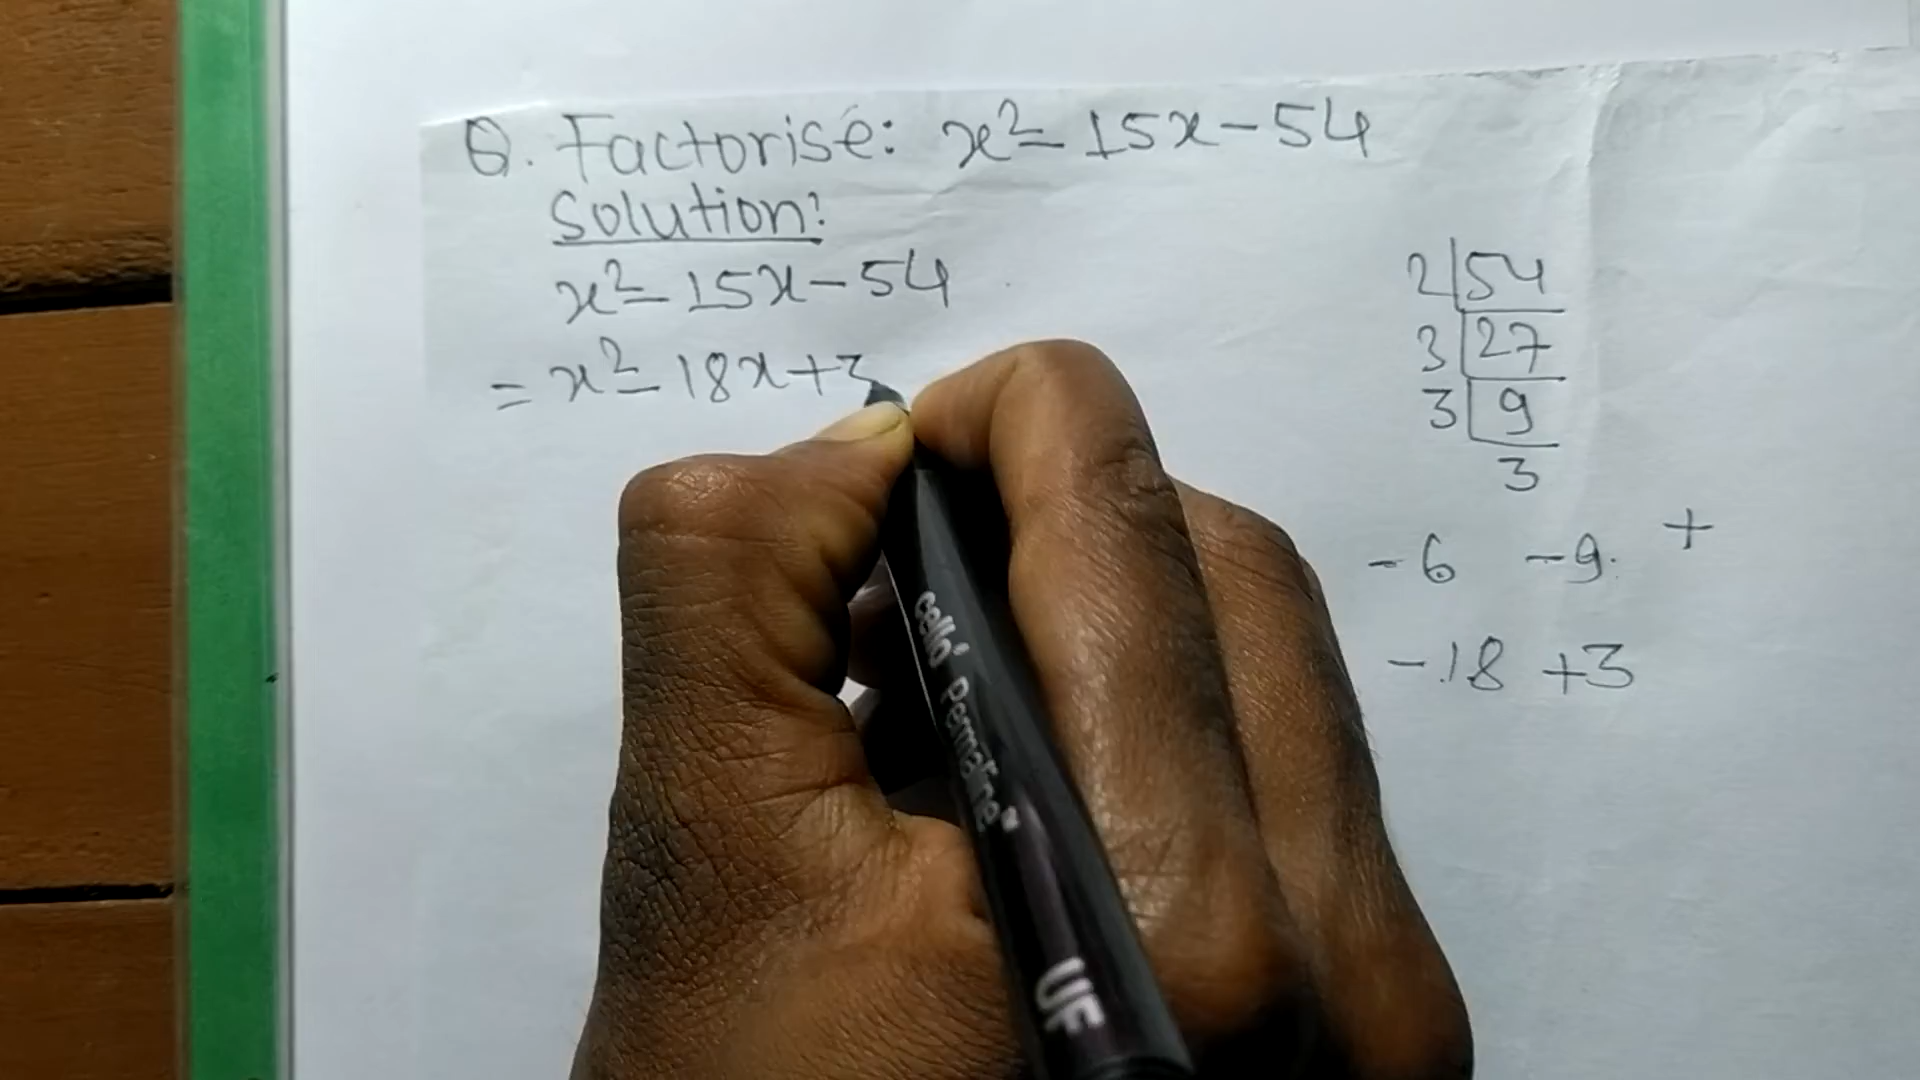 Q. Factorise: x²-15x-54
Solution:
x²-15x-54
= x²-18x+3
2|54
3|27
3|9
3
-6 -9. +
-18 +3
cello Permaline™
UF